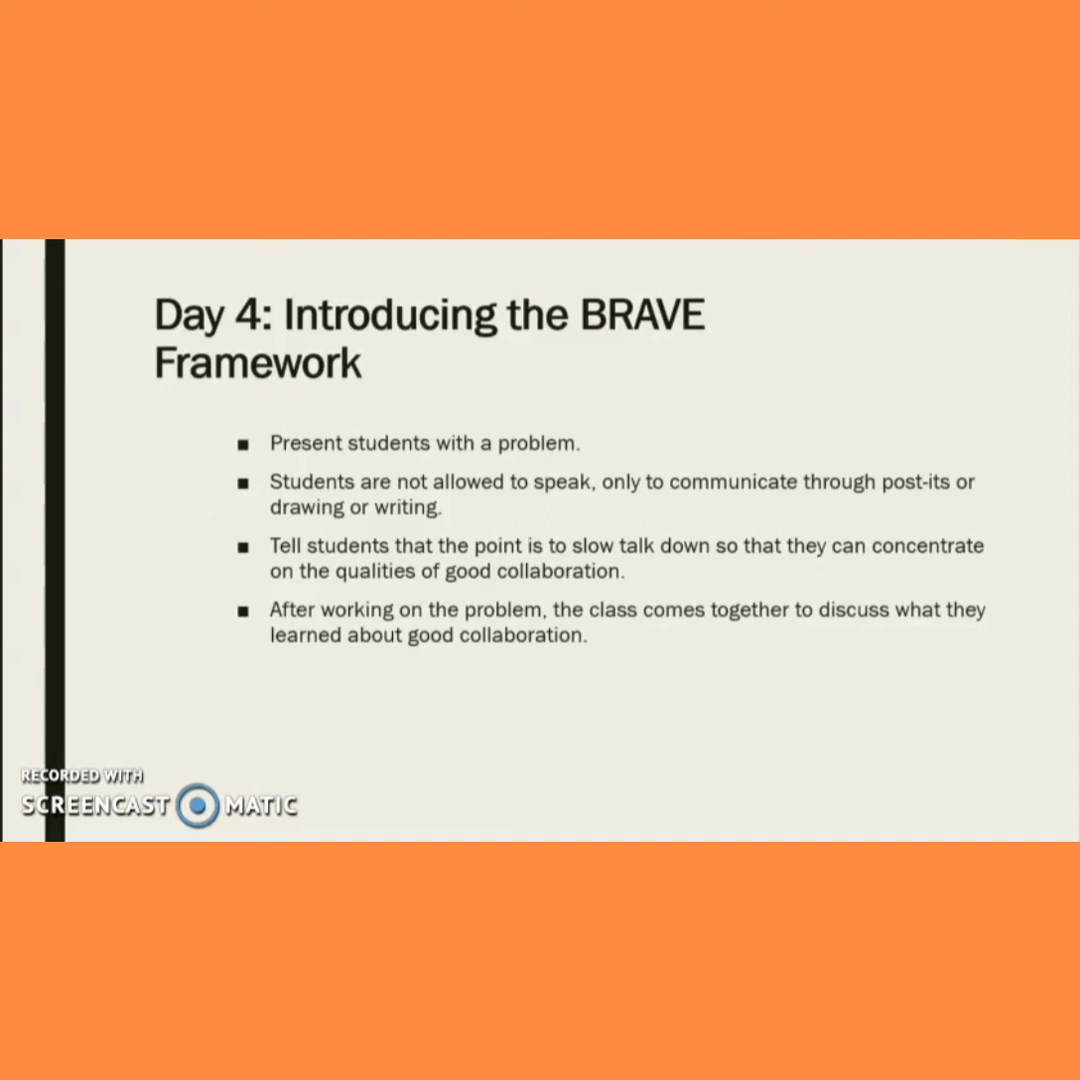 Day 4: Introducing the BRAVE
Framework
■ Present students with a problem.
■ Students are not allowed to speak, only to communicate through post-its or
drawing or writing.
■ Tell students that the point is to slow talk down so that they can concentrate
on the qualities of good collaboration.
■ After working on the problem, the class comes together to discuss what they
learned about good collaboration.
RECORDED WITH
SCREENCAST MATIC